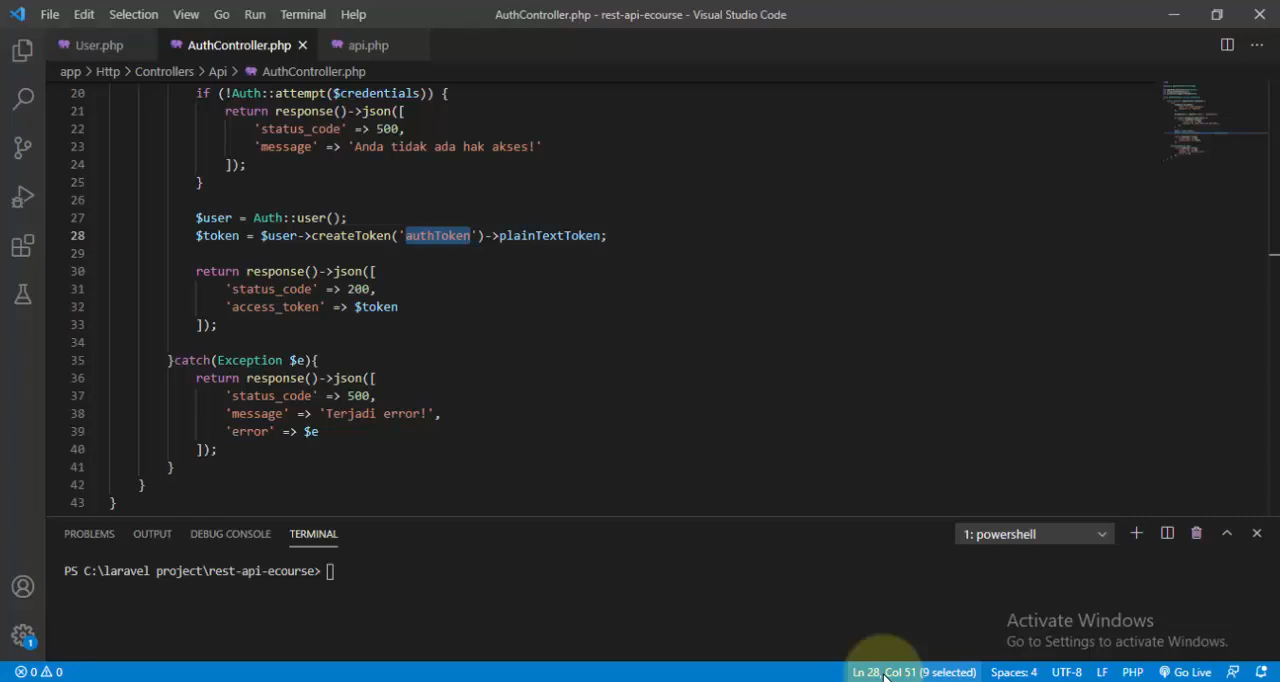 File Edit Selection View Go Run Terminal Help AuthController.php - rest-api-ecourse - Visual Studio Code
User.php AuthController.php api.php
app > Http > Controllers > Api > AuthController.php
20 if (!Auth::attempt($credentials)) {
21 return response()->json([
22 'status_code' => 500,
23 'message' => 'Anda tidak ada hak akses!'
24 ]);
25 }
26
27 $user = Auth::user();
28 $token = $user->createToken('authToken')->plainTextToken;
29
30 return response()->json([
31 'status_code' => 200,
32 'access_token' => $token
33 ]);
34
35 }catch(Exception $e){
36 return response()->json([
37 'status_code' => 500,
38 'message' => 'Terjadi error!',
39 'error' => $e
40 ]);
41 }
42 }
43 }
PROBLEMS OUTPUT DEBUG CONSOLE TERMINAL 1: powershell
PS C:\laravel project\rest-api-ecourse>
Activate Windows
Go to Settings to activate Windows.
1
0 0 Ln 28, Col 51 (9 selected) Spaces: 4 UTF-8 LF PHP Go Live